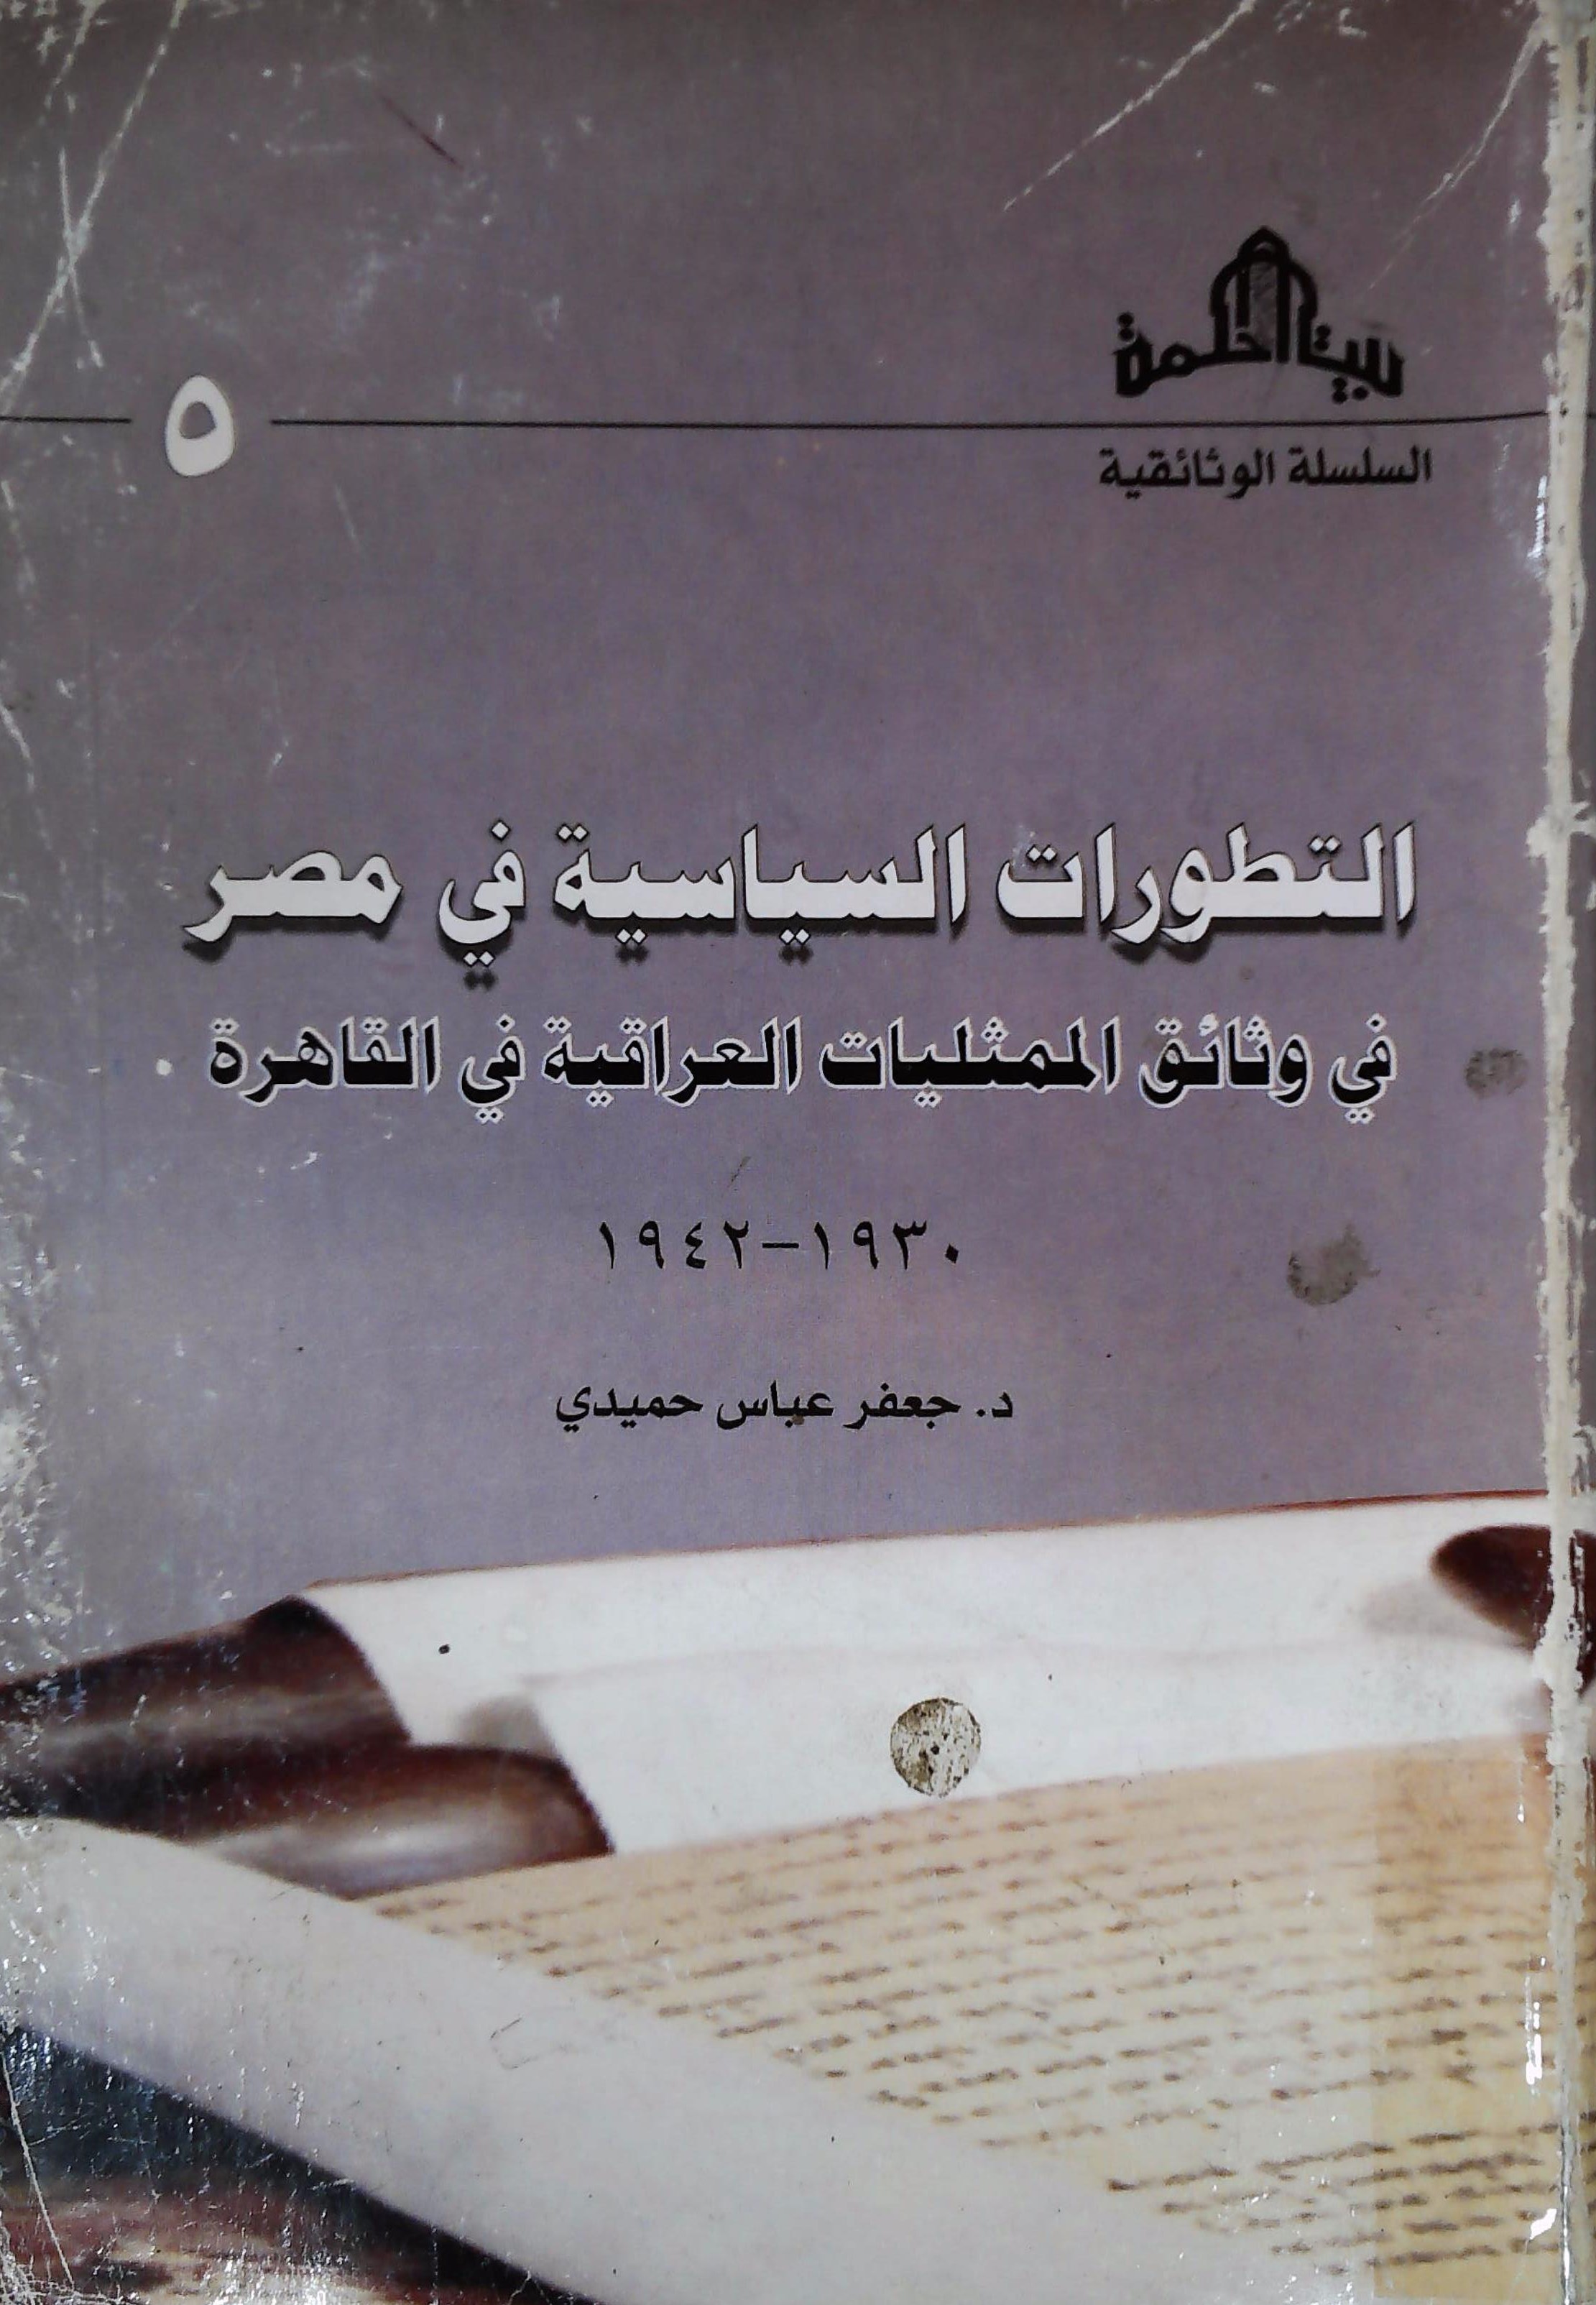 بيت الحكمة
السلسلة الوثائقية
٥
التطورات السياسية في مصر
في وثائق الممثليات العراقية في القاهرة
١٩٣٠-١٩٤٢
د. جعفر عباس حميدي